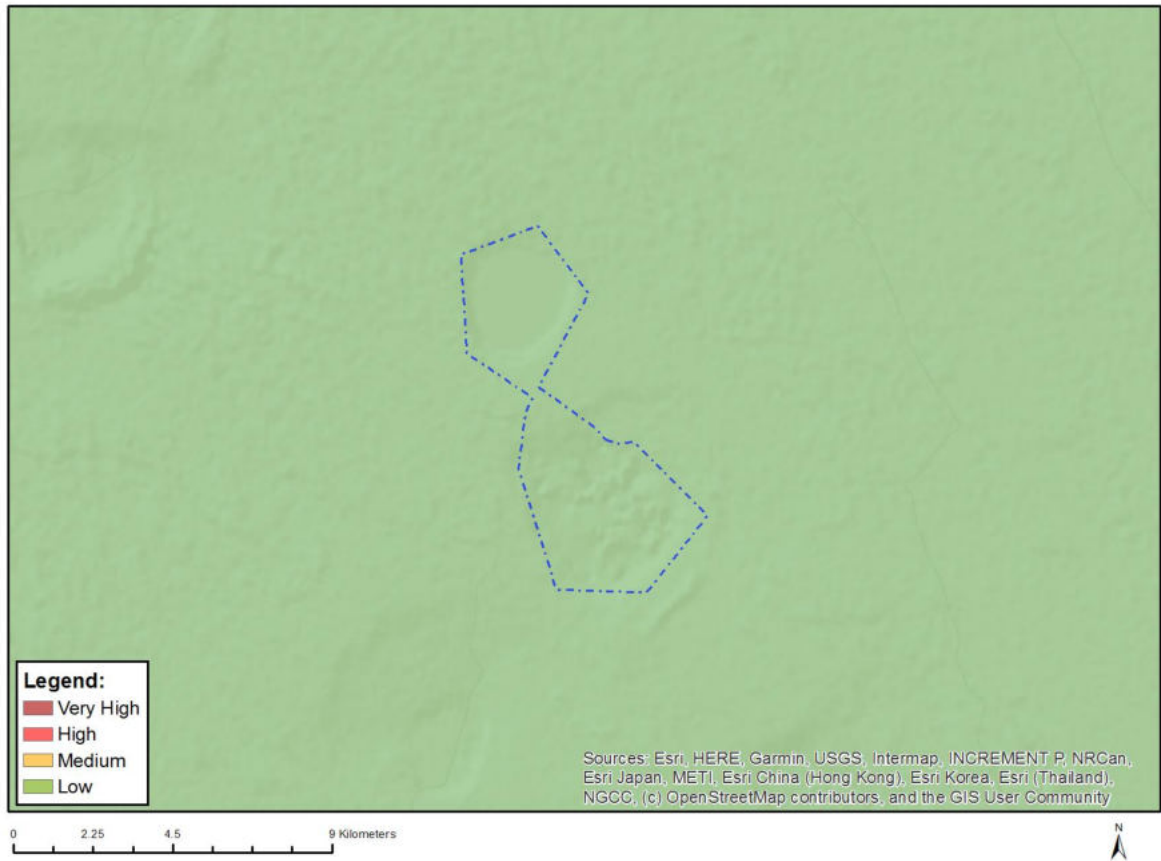 Legend:
Very High
High
Medium
Low
Sources: Esri, HERE, Garmin, USGS, Intermap, INCREMENT P, NRCan,
Esri Japan, METI, Esri China (Hong Kong), Esri Korea, Esri (Thailand),
NGCC, (c) OpenStreetMap contributors, and the GIS User Community
0 2.25 4.5 9 Kilometers
N